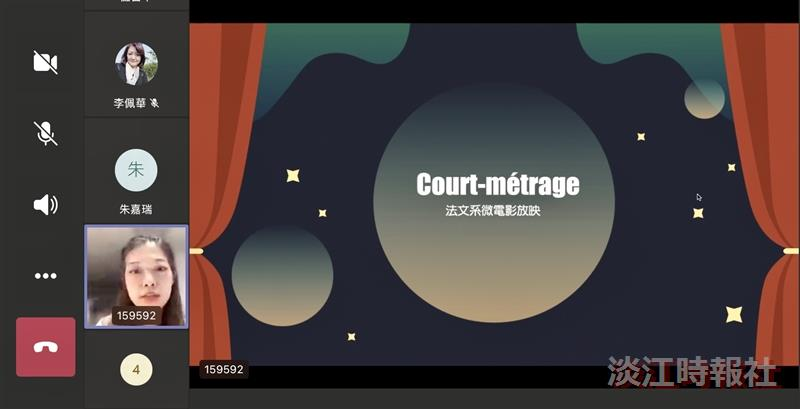 李佩華
朱
朱嘉瑞
159592
4
Court-métrage
法文系微電影放映
159592
淡江時報社